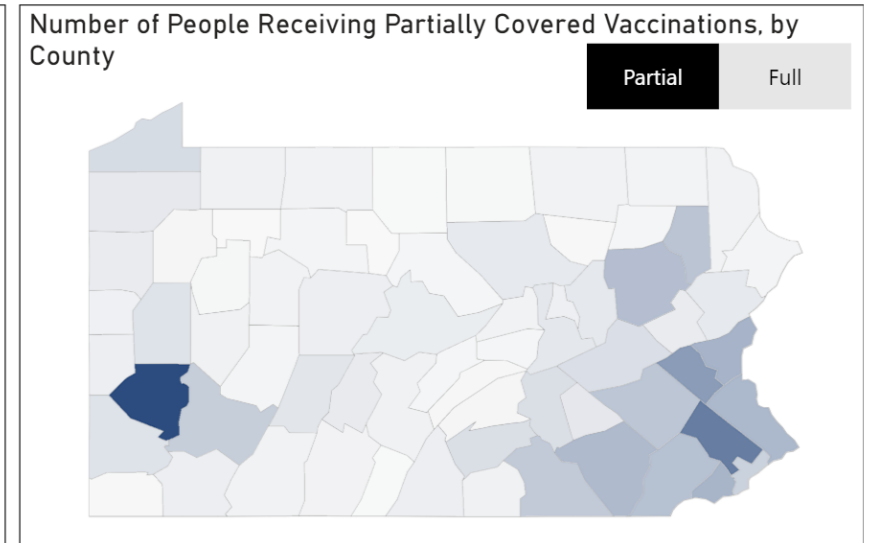 Number of People Receiving Partially Covered Vaccinations, by
County
Partial Full